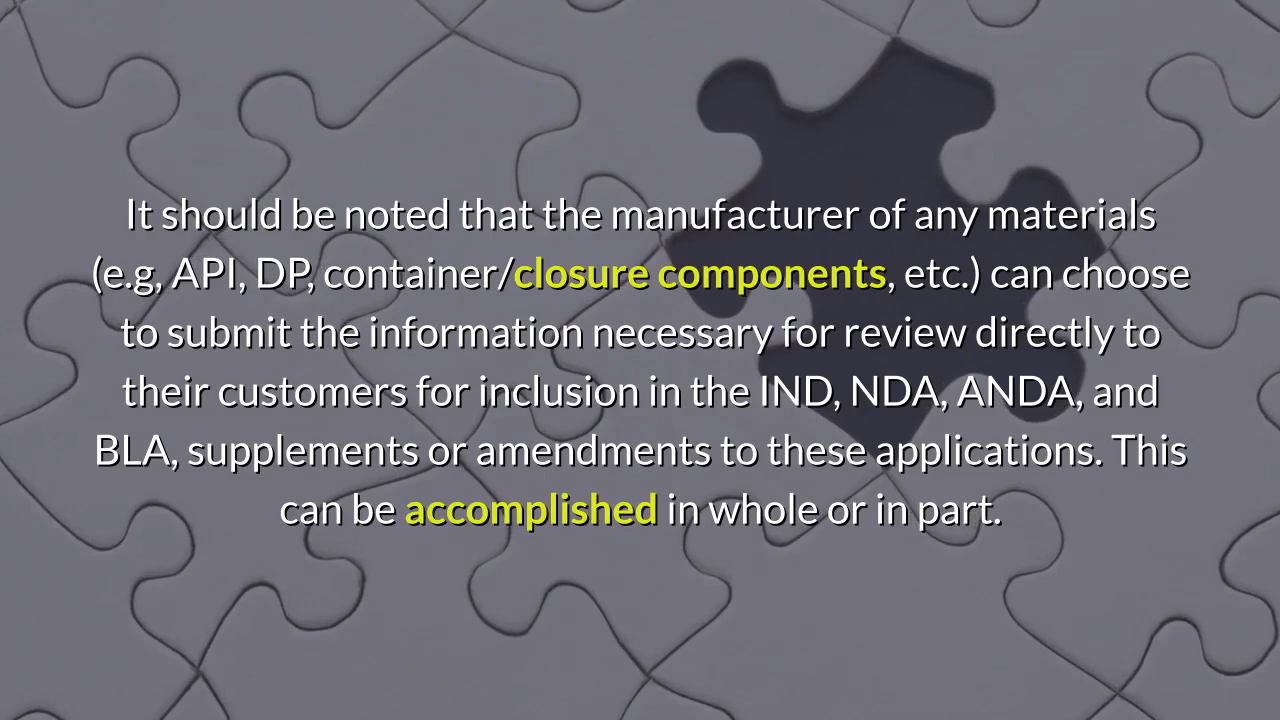 It should be noted that the manufacturer of any materials
(e.g, API, DP, container/closure components, etc.) can choose
to submit the information necessary for review directly to
their customers for inclusion in the IND, NDA, ANDA, and
BLA, supplements or amendments to these applications. This
can be accomplished in whole or in part.